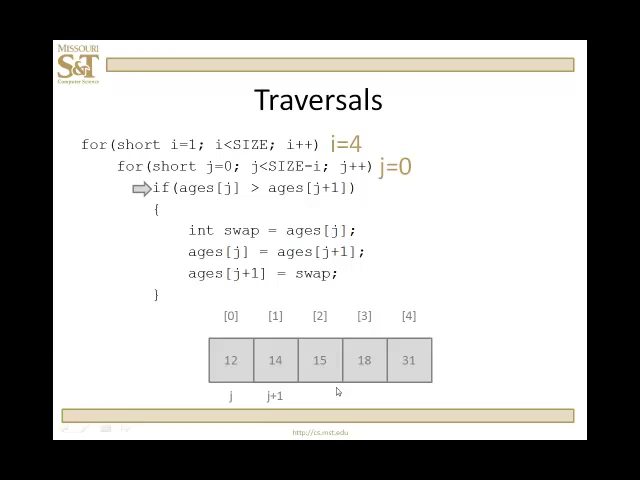 MISSOURI
S&T
Computer Science
Traversals
for(short i=1; i<SIZE; i++) i=4
for(short j=0; j<SIZE-i; j++) j=0
if(ages[j] > ages[j+1])
{
int swap = ages[j];
ages[j] = ages[j+1];
ages[j+1] = swap;
}
[0] [1] [2] [3] [4]
12 14 15 18 31
j j+1
http://cs.mst.edu